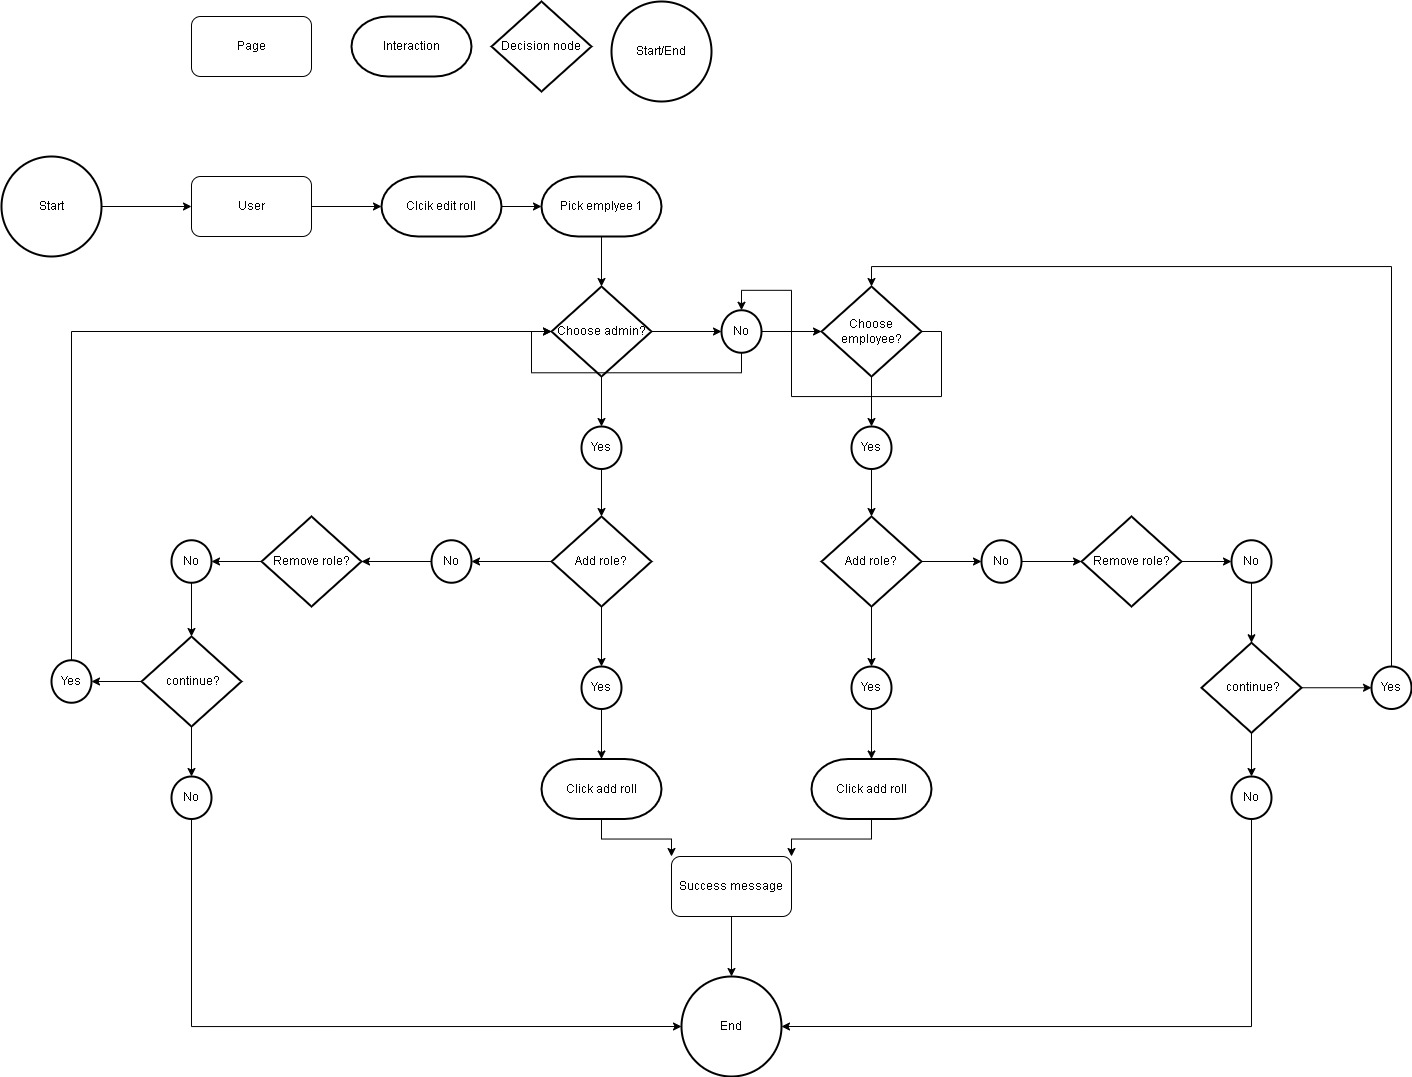 Page
Interaction
Decision node
Start/End
Start
User
Clcik edit roll
Pick emplyee 1
Choose admin?
No
Choose
employee?
Yes
Yes
No
Remove role?
No
Add role?
Add role?
No
Remove role?
No
Yes
continue?
Yes
Yes
continue?
Yes
No
Click add roll
Click add roll
No
Success message
End